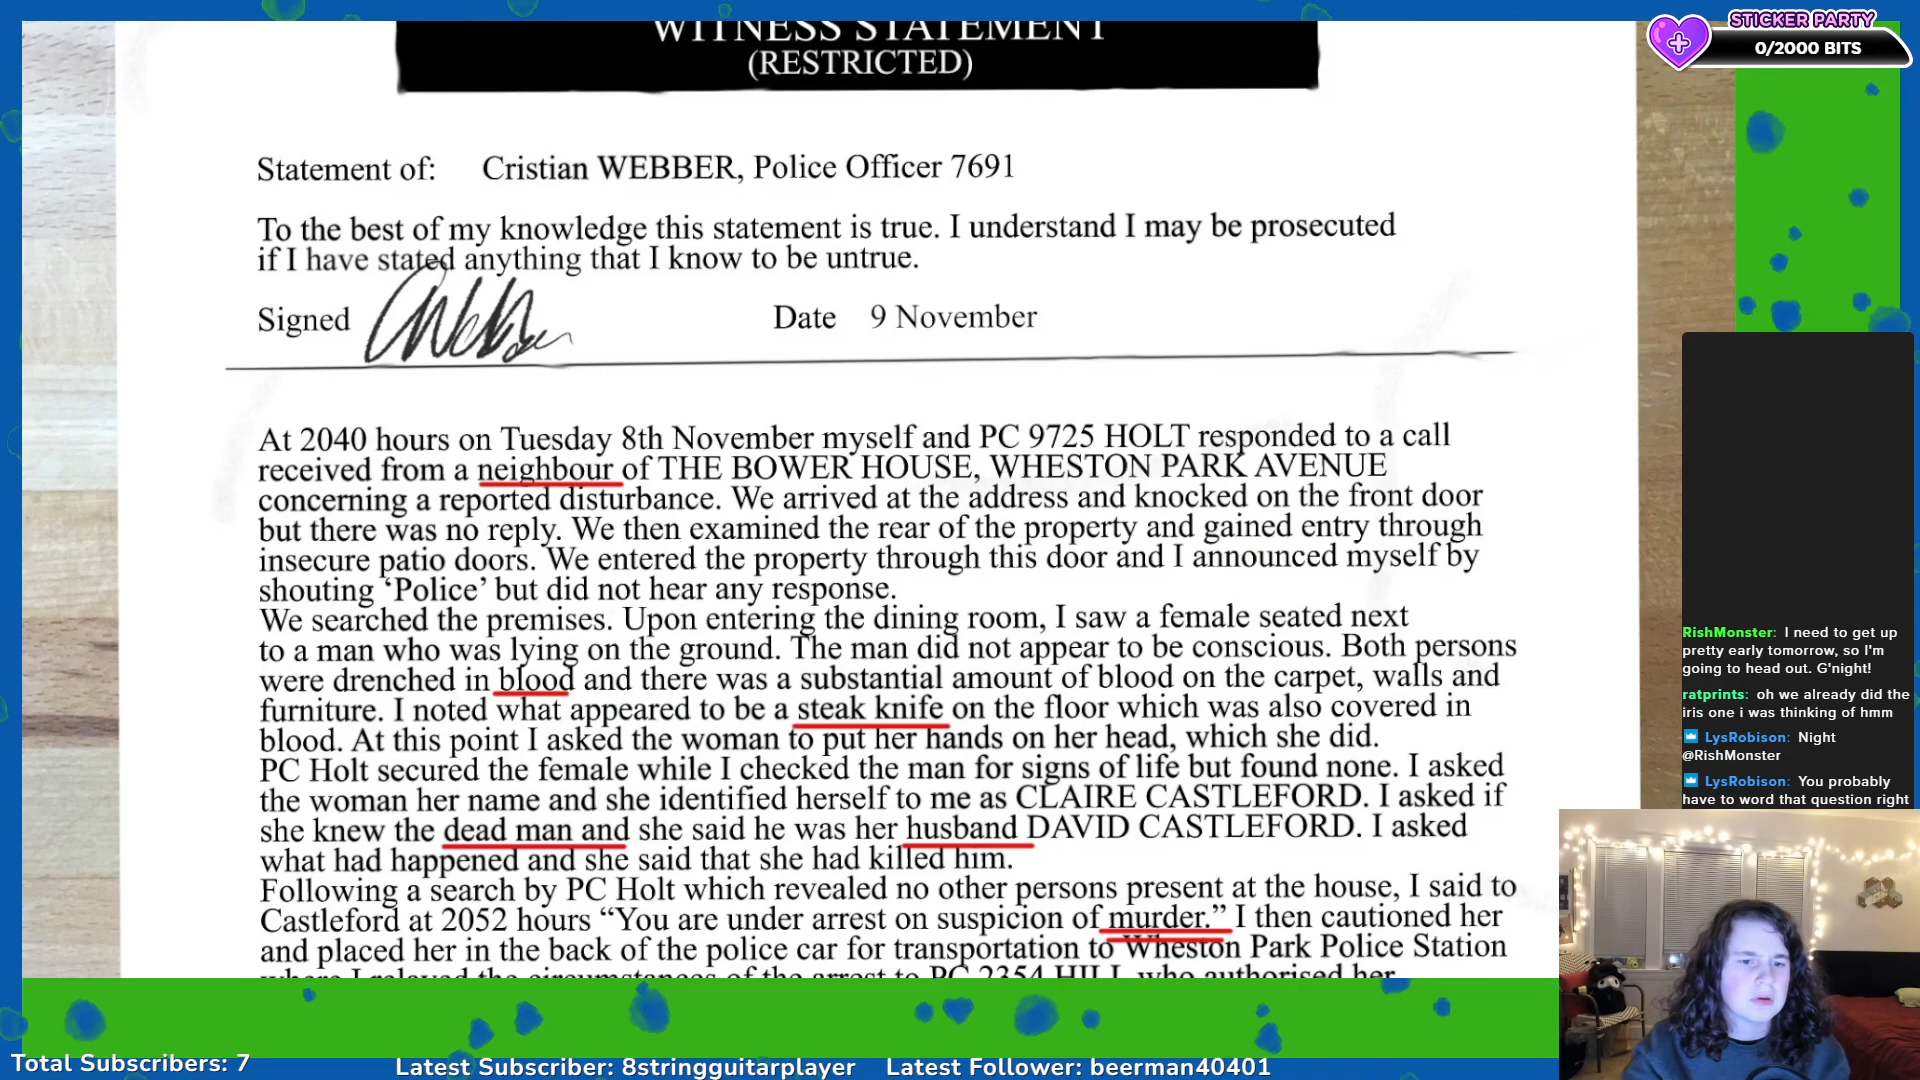 WITNESS STATEMENT
(RESTRICTED)
Statement of: Cristian WEBBER, Police Officer 7691
To the best of my knowledge this statement is true. I understand I may be prosecuted
if I have stated anything that I know to be untrue.
Signed CWebber Date 9 November
At 2040 hours on Tuesday 8th November myself and PC 9725 HOLT responded to a call
received from a neighbour of THE BOWER HOUSE, WHESTON PARK AVENUE
concerning a reported disturbance. We arrived at the address and knocked on the front door
but there was no reply. We then examined the rear of the property and gained entry through
insecure patio doors. We entered the property through this door and I announced myself by
shouting ‘Police’ but did not hear any response.
We searched the premises. Upon entering the dining room, I saw a female seated next
to a man who was lying on the ground. The man did not appear to be conscious. Both persons
were drenched in blood and there was a substantial amount of blood on the carpet, walls and
furniture. I noted what appeared to be a steak knife on the floor which was also covered in
blood. At this point I asked the woman to put her hands on her head, which she did.
PC Holt secured the female while I checked the man for signs of life but found none. I asked
the woman her name and she identified herself to me as CLAIRE CASTLEFORD. I asked if
she knew the dead man and she said he was her husband DAVID CASTLEFORD. I asked
what had happened and she said that she had killed him.
Following a search by PC Holt which revealed no other persons present at the house, I said to
Castleford at 2052 hours “You are under arrest on suspicion of murder.” I then cautioned her
and placed her in the back of the police car for transportation to Wheston Park Police Station
where I relayed the circumstances of the arrest to PC 2354 HILL who authorised her
STICKER PARTY
0/2000 BITS
RishMonster: I need to get up
pretty early tomorrow, so I'm
going to head out. G'night!
ratprints: oh we already did the
iris one i was thinking of hmm
LysRobison: Night
@RishMonster
LysRobison: You probably
have to word that question right
Total Subscribers: 7
Latest Subscriber: 8stringguitarplayer
Latest Follower: beerman40401